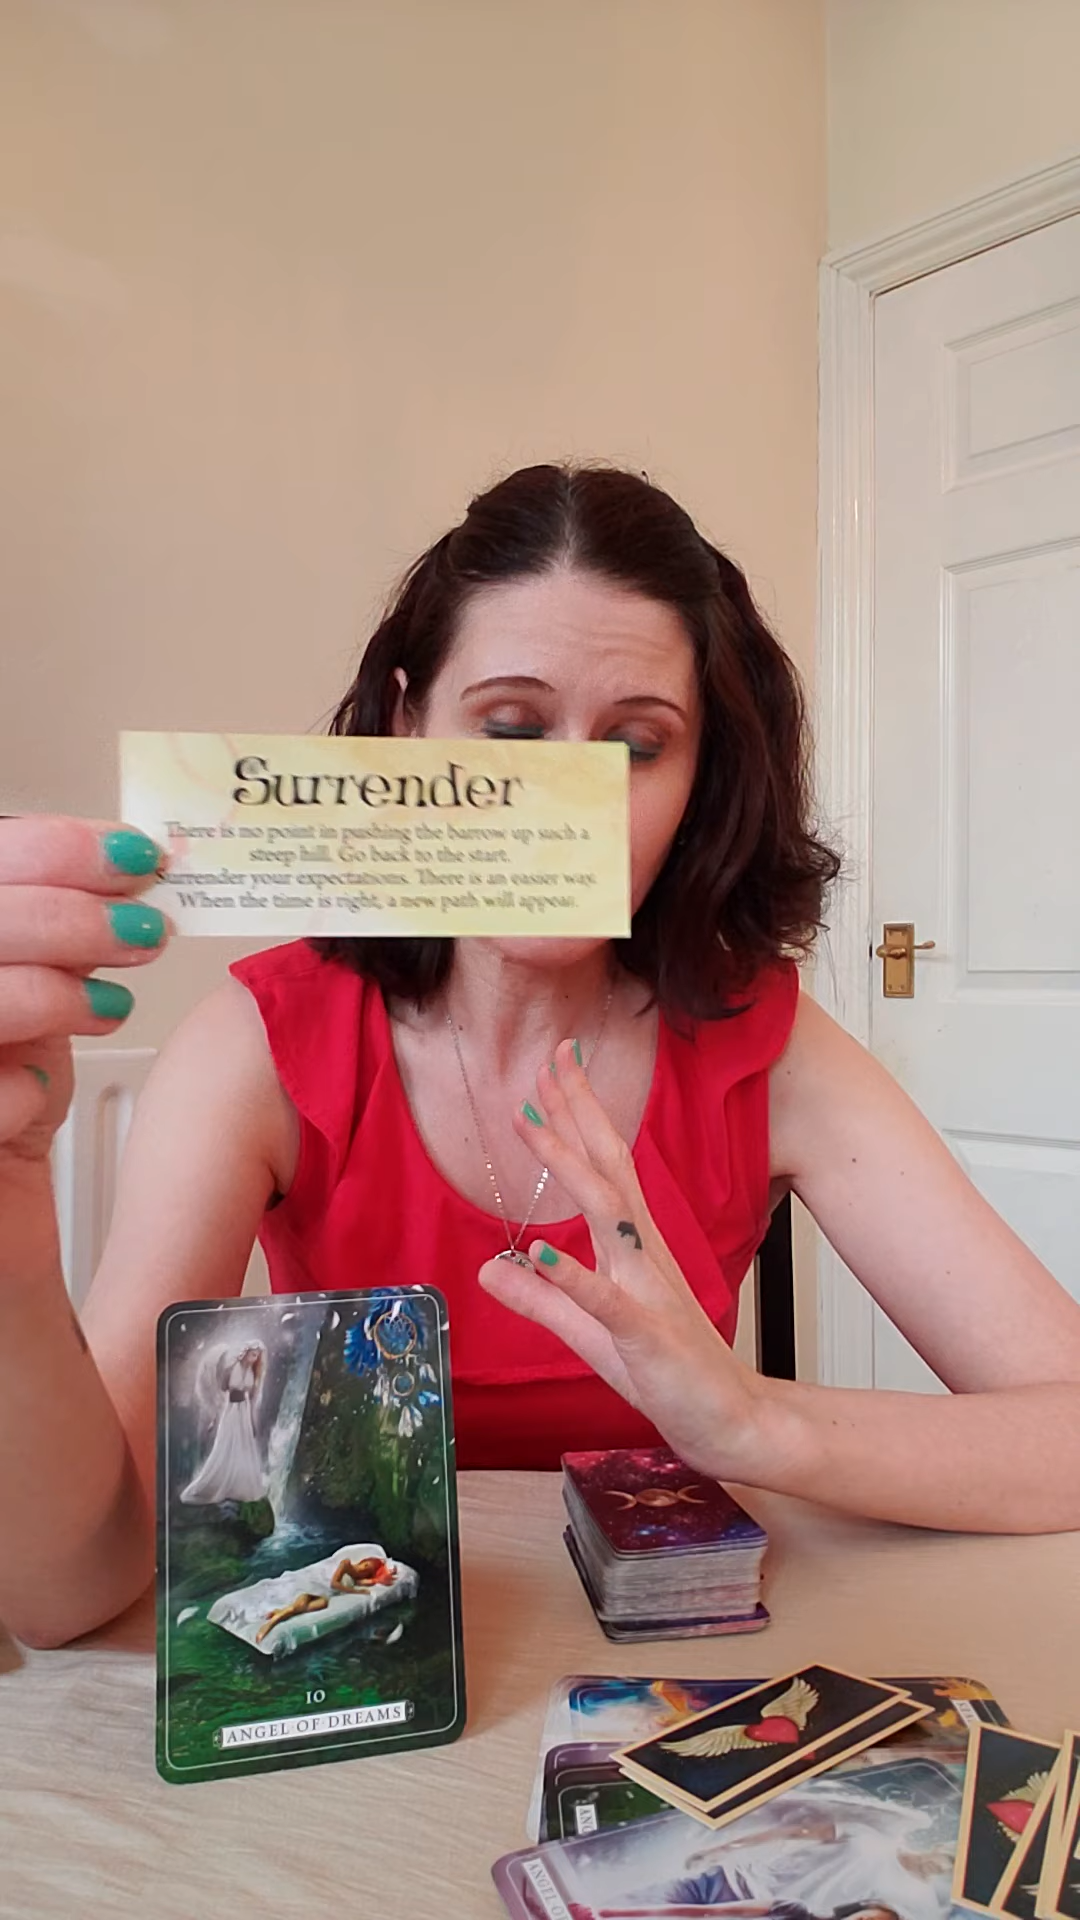 Surrender
There is no point in pushing the barrow up such a
steep hill. Go back to the start.
Surrender your expectations. There is an easier way.
When the time is right, a new path will appear.
10
ANGEL OF DREAMS
ANGEL OF